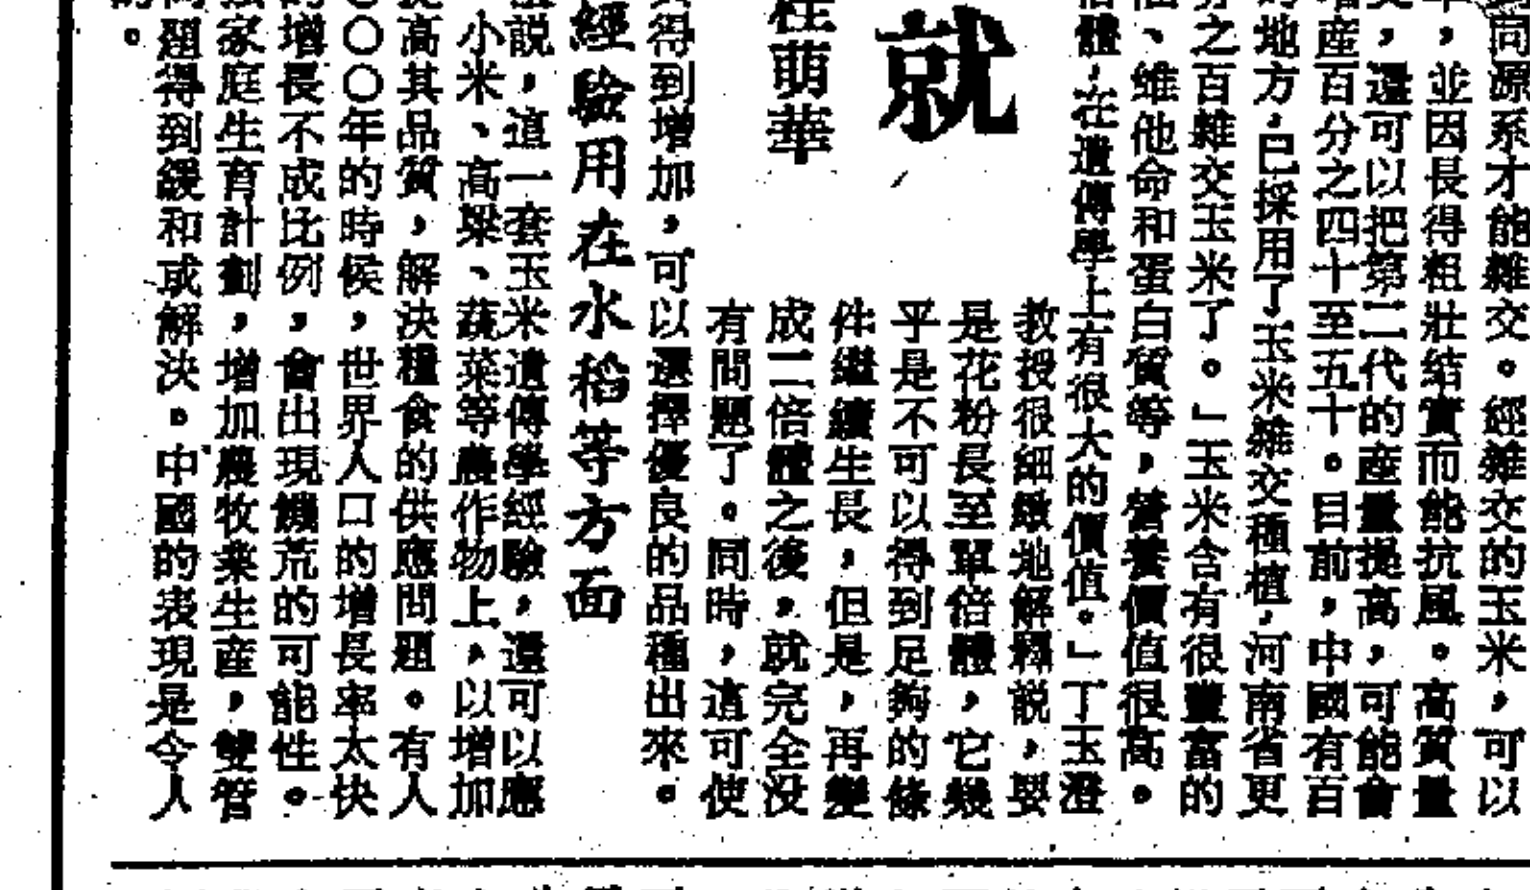 同源系才能雜交。經雜交的玉米，可以
，並因長得粗壯結實而能抗風。高質量
，還可以把第二代的產量提高，可能會
產百分之四十至五十。目前，中國有百
分之百雜交玉米了。」玉米含有很豐富的
地方，已採用了玉米雜交種植，河南省更
、維他命和蛋白質等，營養價值很高。
倍體，在遺傳學上有很大的價值。」丁玉澄
教授很細緻地解釋說，要
是花粉長至單倍體，它幾
乎是不可以得到足夠的條
件繼續生長，但是，再變
成二倍體之後，就完全沒
有問題了。同時，這可使
得到增加，可以選擇優良的品種出來。
就
萌華
經驗用在水稻等方面
說，這一套玉米遺傳學經驗，還可以應
小米、高粱、蔬菜等農作物上，以增加
高其品質，解決糧食的供應問題。有人
〇〇年的時候，世界人口的增長率太快
增長不成比例，會出現饑荒的可能性。
家庭生育計劃，增加農牧業生產，雙管
題得到緩和或解決。中國的表現是令人
的。